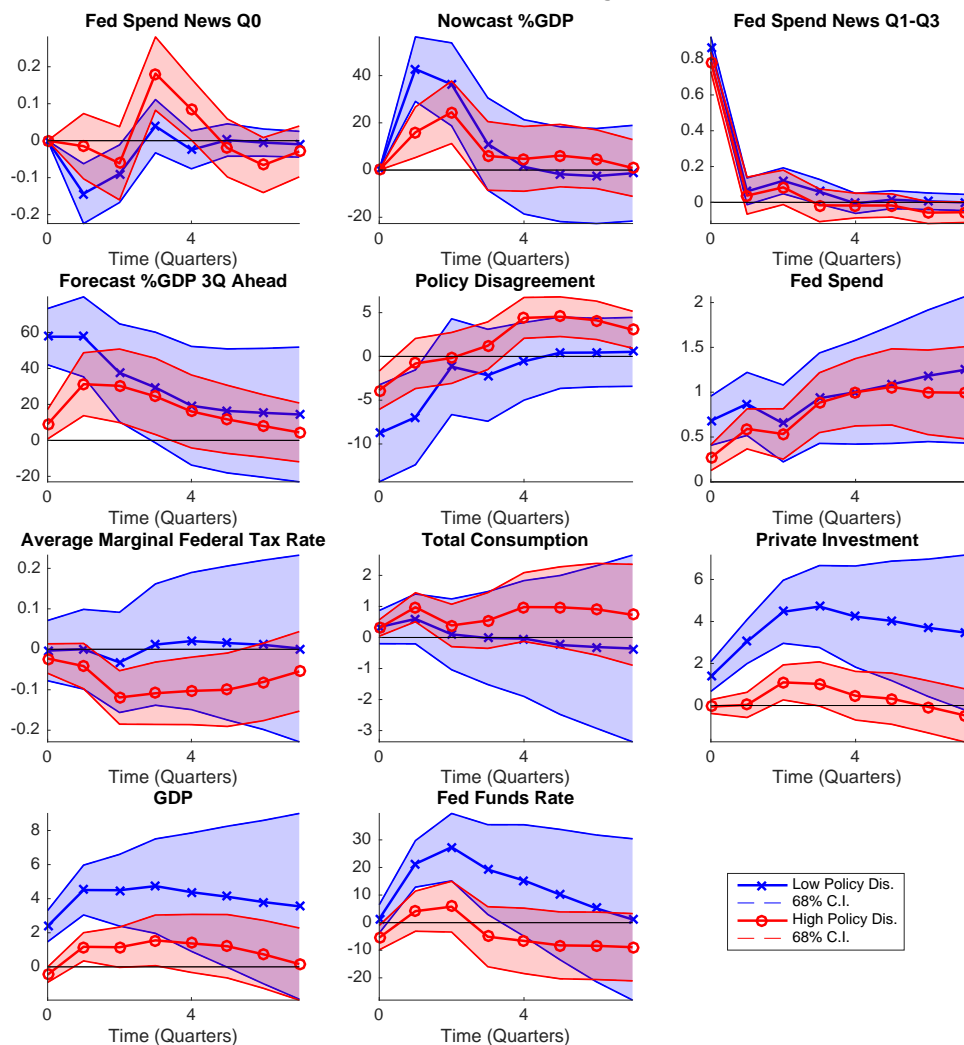 Fed Spend News Q0
Nowcast %GDP
Fed Spend News Q1-Q3
0.2
0.1
0
-0.1
-0.2
0
4
Time (Quarters)
40
20
0
-20
0
4
Time (Quarters)
0.8
0.6
0.4
0.2
0
0
4
Time (Quarters)
Forecast %GDP 3Q Ahead
Policy Disagreement
Fed Spend
60
40
20
0
-20
0
4
Time (Quarters)
5
0
-5
-10
0
4
Time (Quarters)
2
1.5
1
0.5
0
0
4
Time (Quarters)
Average Marginal Federal Tax Rate
Total Consumption
Private Investment
0.2
0.1
0
-0.1
-0.2
0
4
Time (Quarters)
2
1
0
-1
-2
-3
0
4
Time (Quarters)
6
4
2
0
0
4
Time (Quarters)
GDP
Fed Funds Rate
8
6
4
2
0
0
4
Time (Quarters)
30
20
10
0
-10
-20
0
4
Time (Quarters)
Low Policy Dis.
68% C.I.
High Policy Dis.
68% C.I.